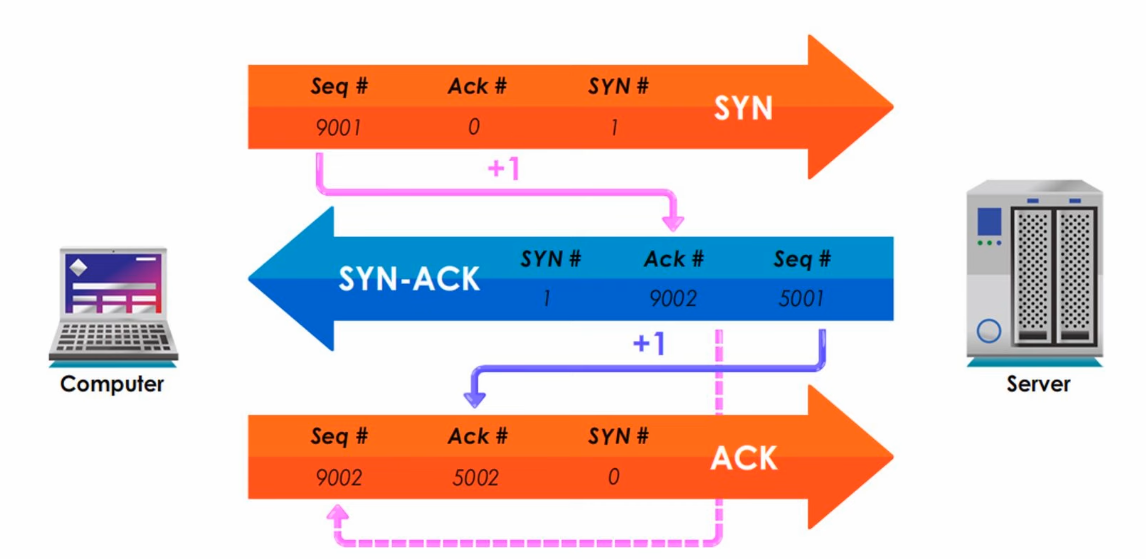 Seq # Ack # SYN #
SYN
9001 0 1
+1
SYN # Ack # Seq #
SYN-ACK
1 9002 5001
+1
Computer
Server
Seq # Ack # SYN #
ACK
9002 5002 0